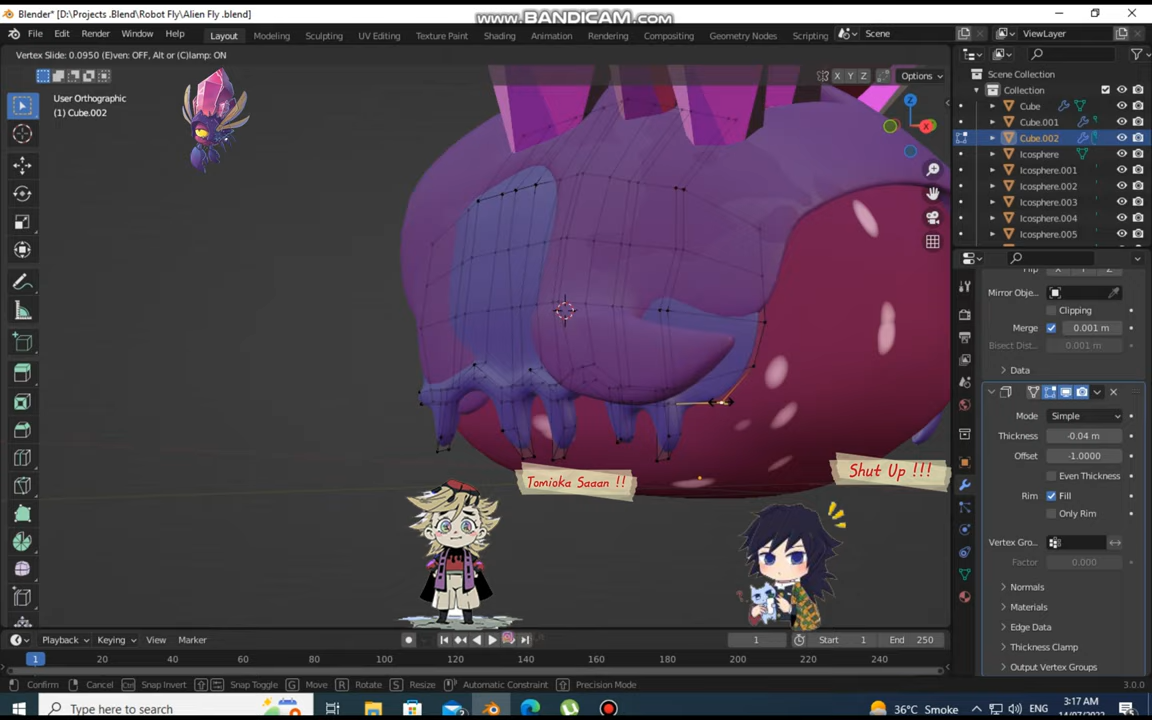 Blender* [D:\Projects .Blend\Robot Fly\Alien Fly .blend]
www.BANDICAM.com
File Edit Render Window Help
Layout Modeling Sculpting UV Editing Texture Paint Shading Animation Rendering Compositing Geometry Nodes Scripting
Scene
ViewLayer
Vertex Slide: 0.0950 (E)ven: OFF, Alt or (C)lamp: ON
X Y Z
Options
User Orthographic
(1) Cube.002
Z
X
Scene Collection
Collection
Cube
Cube.001
Cube.002
Icosphere
Icosphere.001
Icosphere.002
Icosphere.003
Icosphere.004
Icosphere.005
Mirror Obje..
Clipping
Merge 0.001 m
Bisect Dist.. 0.001 m
Data
Mode Simple
Thickness -0.04 m
Offset -1.0000
Even Thickness
Rim Fill
Only Rim
Vertex Gro..
Factor 0.000
Normals
Materials
Edge Data
Thickness Clamp
Output Vertex Groups
Tomioka Saaan !!
Shut Up !!!
Playback Keying View Marker
1 Start 1 End 250
1 20 40 60 80 100 120 140 160 180 200 220 240
Confirm Cancel Snap Invert Snap Toggle G Move R Rotate S Resize Automatic Constraint Precision Mode
3.0.0
Type here to search
36°C Smoke
3:17 AM